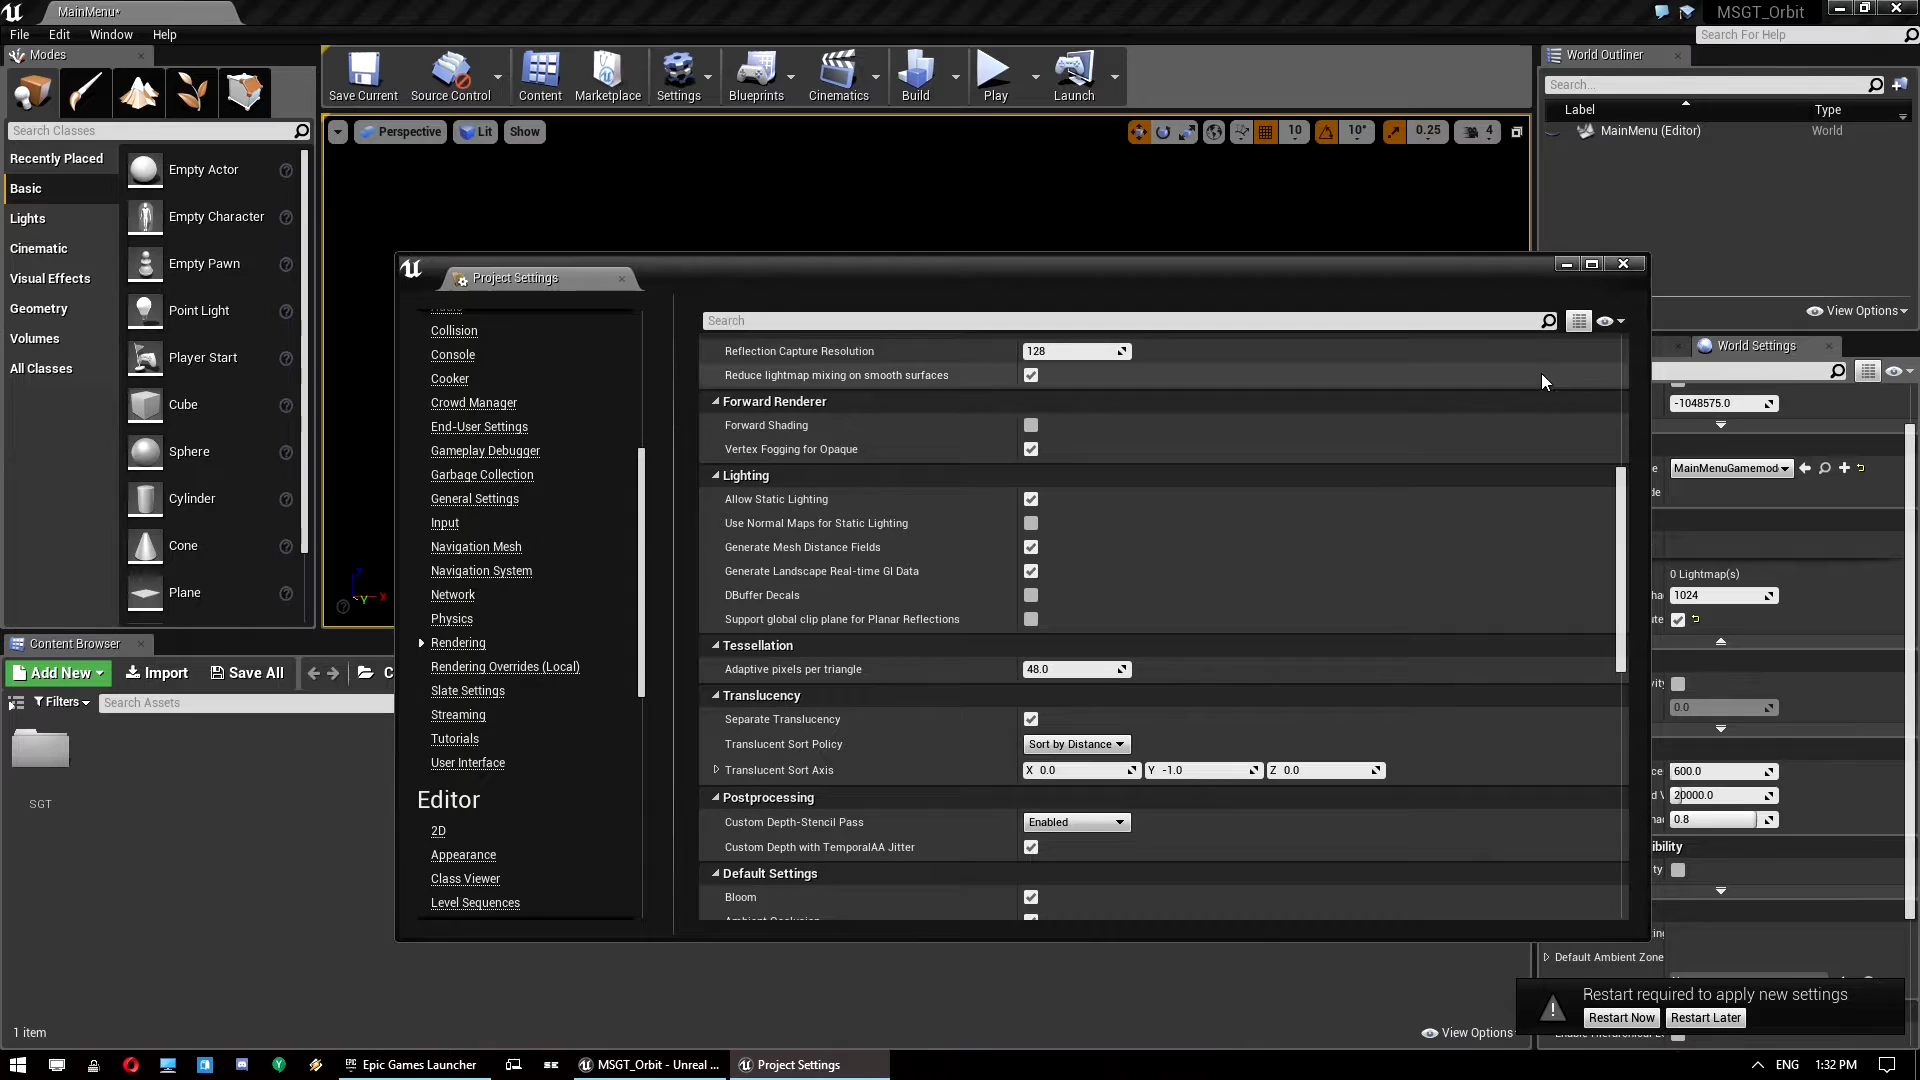 MainMenu*
MSGT_Orbit
File Edit Window Help
Search For Help
Modes
Search Classes
Recently Placed
Basic
Lights
Cinematic
Visual Effects
Geometry
Volumes
All Classes
Empty Actor
Empty Character
Empty Pawn
Point Light
Player Start
Cube
Sphere
Cylinder
Cone
Plane
Save Current Source Control Content Marketplace Settings Blueprints Cinematics Build Play Launch
Perspective Lit Show
10 10° 0.25 4
World Outliner
Search...
Label Type
MainMenu (Editor) World
View Options
World Settings
-1048575.0
MainMenuGamemod
0 Lightmap(s)
1024
0.0
600.0
20000.0
0.8
Default Ambient Zone
Project Settings
Collision
Console
Cooker
Crowd Manager
End-User Settings
Gameplay Debugger
Garbage Collection
General Settings
Input
Navigation Mesh
Navigation System
Network
Physics
Rendering
Rendering Overrides (Local)
Slate Settings
Streaming
Tutorials
User Interface
Editor
2D
Appearance
Class Viewer
Level Sequences
Search
Reflection Capture Resolution 128
Reduce lightmap mixing on smooth surfaces
Forward Renderer
Forward Shading
Vertex Fogging for Opaque
Lighting
Allow Static Lighting
Use Normal Maps for Static Lighting
Generate Mesh Distance Fields
Generate Landscape Real-time GI Data
DBuffer Decals
Support global clip plane for Planar Reflections
Tessellation
Adaptive pixels per triangle 48.0
Translucency
Separate Translucency
Translucent Sort Policy Sort by Distance
Translucent Sort Axis X 0.0 Y -1.0 Z 0.0
Postprocessing
Custom Depth-Stencil Pass Enabled
Custom Depth with TemporalAA Jitter
Default Settings
Bloom
Content Browser
Add New Import Save All
Filters Search Assets
SGT
1 item
View Options
Restart required to apply new settings
Restart Now Restart Later
EPIC Epic Games Launcher
MSGT_Orbit - Unreal ...
Project Settings
ENG 1:32 PM